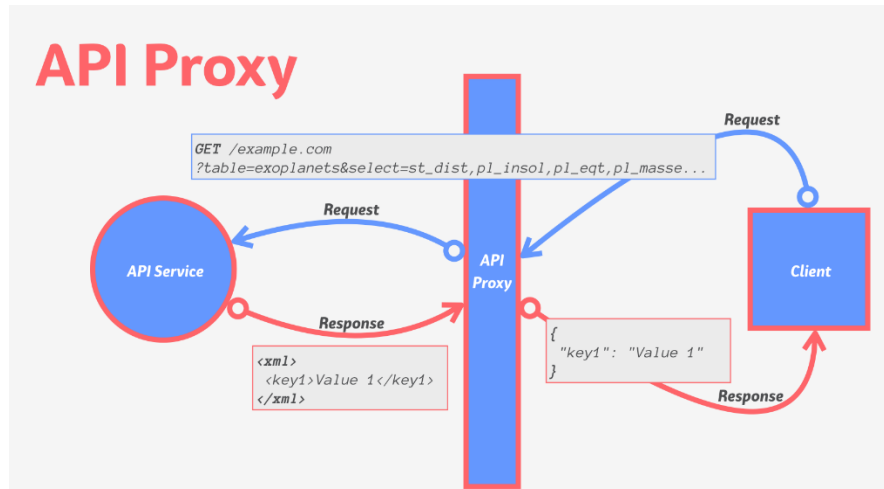 API Proxy
Request
GET /example.com
?table=exoplanets&select=st_dist,pl_insol,pl_eqt,pl_masse...
Request
API Service
API
Proxy
Client
Response
<xml>
<key1>Value 1</key1>
</xml>
{
"key1": "Value 1"
}
Response